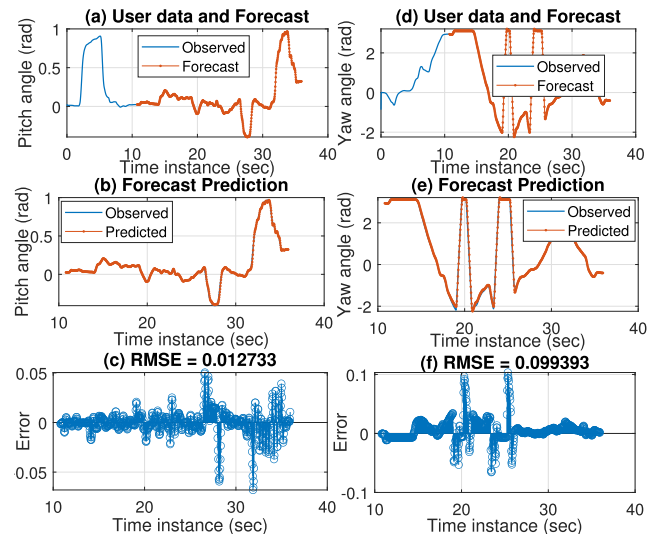 (a) User data and Forecast
Pitch angle (rad)
1
0.5
0
Observed
Forecast
0 10 20 30 40
Time instance (sec)
(d) User data and Forecast
Yaw angle (rad)
2
0
-2
Observed
Forecast
0 10 20 30 40
Time instance (sec)
(b) Forecast Prediction
Pitch angle (rad)
1
0.5
0
Observed
Predicted
10 20 30 40
Time instance (sec)
(e) Forecast Prediction
Yaw angle (rad)
2
0
-2
Observed
Predicted
10 20 30 40
Time instance (sec)
(c) RMSE = 0.012733
Error
0.05
0
-0.05
10 20 30 40
Time instance (sec)
(f) RMSE = 0.099393
Error
0.1
0
-0.1
10 20 30 40
Time instance (sec)